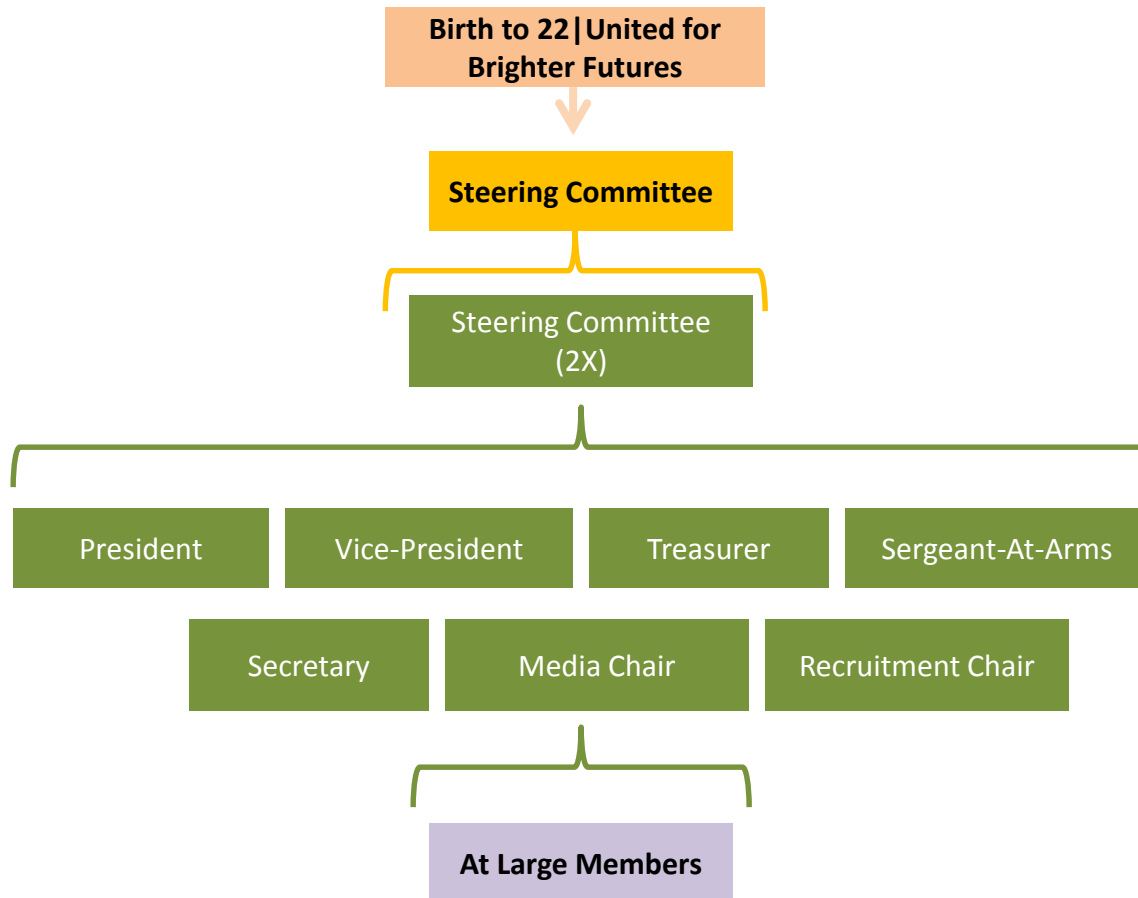 Birth to 22|United for
Brighter Futures
Steering Committee
Steering Committee
(2X)
President
Vice-President
Treasurer
Sergeant-At-Arms
Secretary
Media Chair
Recruitment Chair
At Large Members